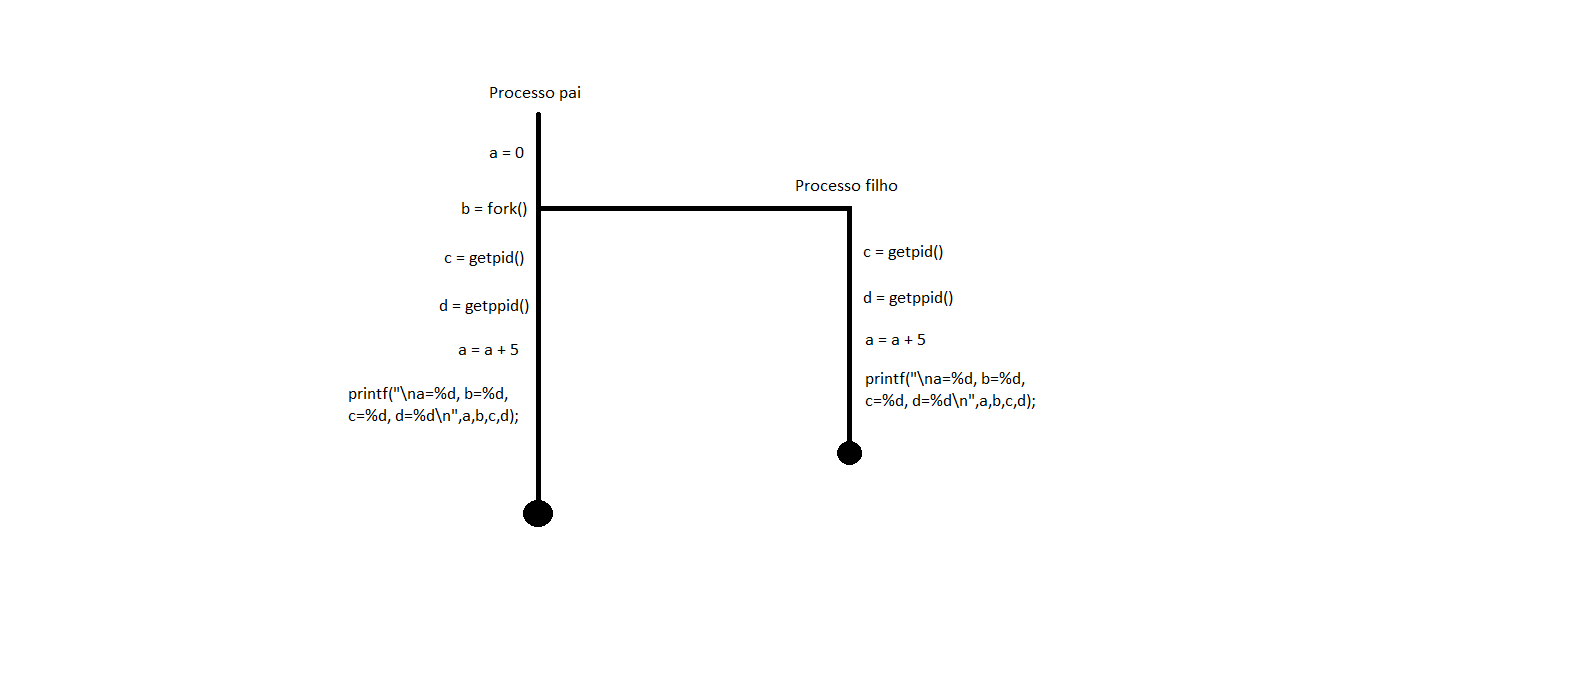 Processo pai
a = 0
Processo filho
b = fork()
c = getpid()
c = getpid()
d = getppid()
d = getppid()
a = a + 5
a = a + 5
printf("\na=%d, b=%d,
c=%d, d=%d\n",a,b,c,d);
printf("\na=%d, b=%d,
c=%d, d=%d\n",a,b,c,d);